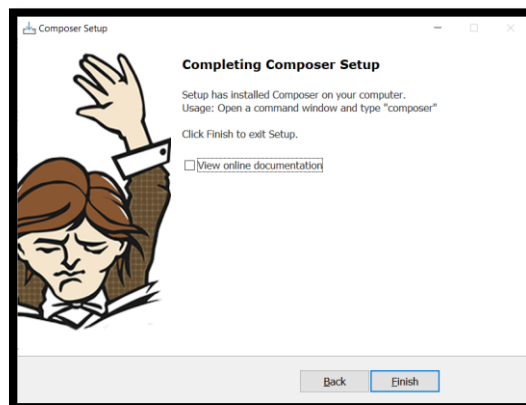 Composer Setup
Completing Composer Setup
Setup has installed Composer on your computer.
Usage: Open a command window and type "composer"
Click Finish to exit Setup.
View online documentation
Back
Finish